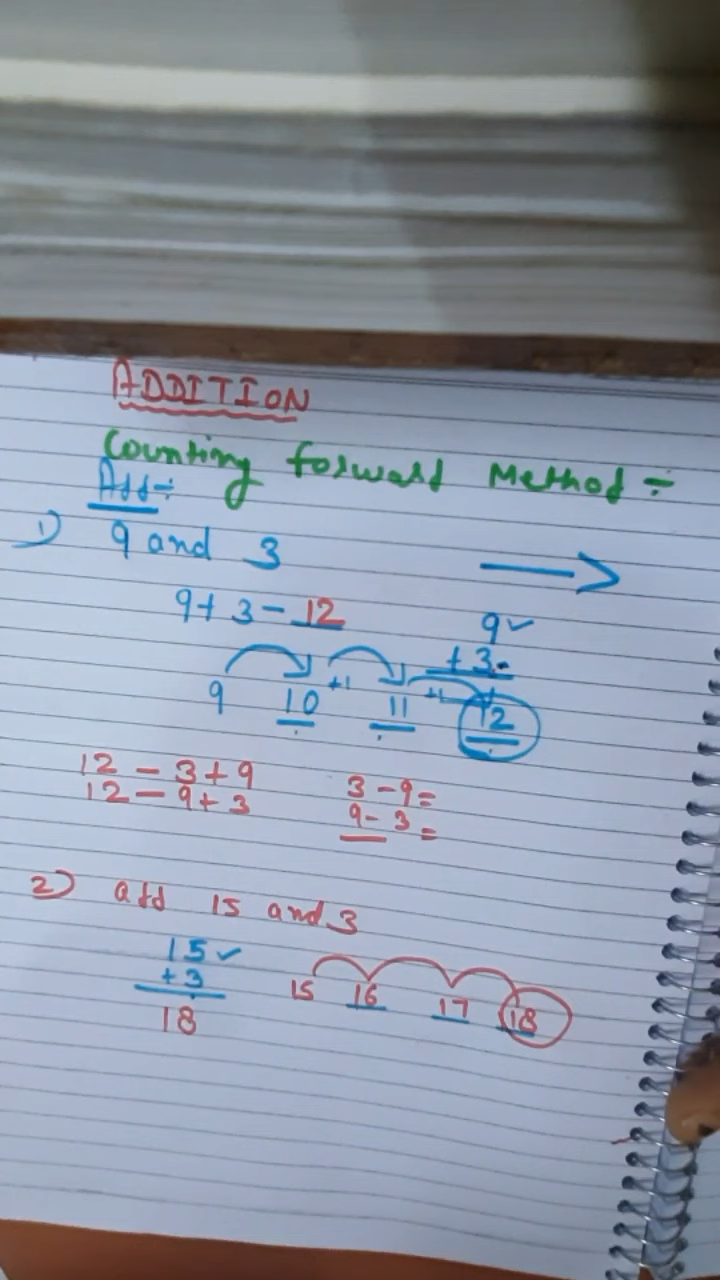 ADDITION
Counting forward Method ÷
Add÷
1) 9 and 3
9+ 3 - 12
9 ✓
+3
9 10 +1 11 +1 12
12 - 3+9
12 - 9+ 3
3 -9=
9- 3 =
2) add 15 and 3
15 ✓
+3
18
15 16 17 18